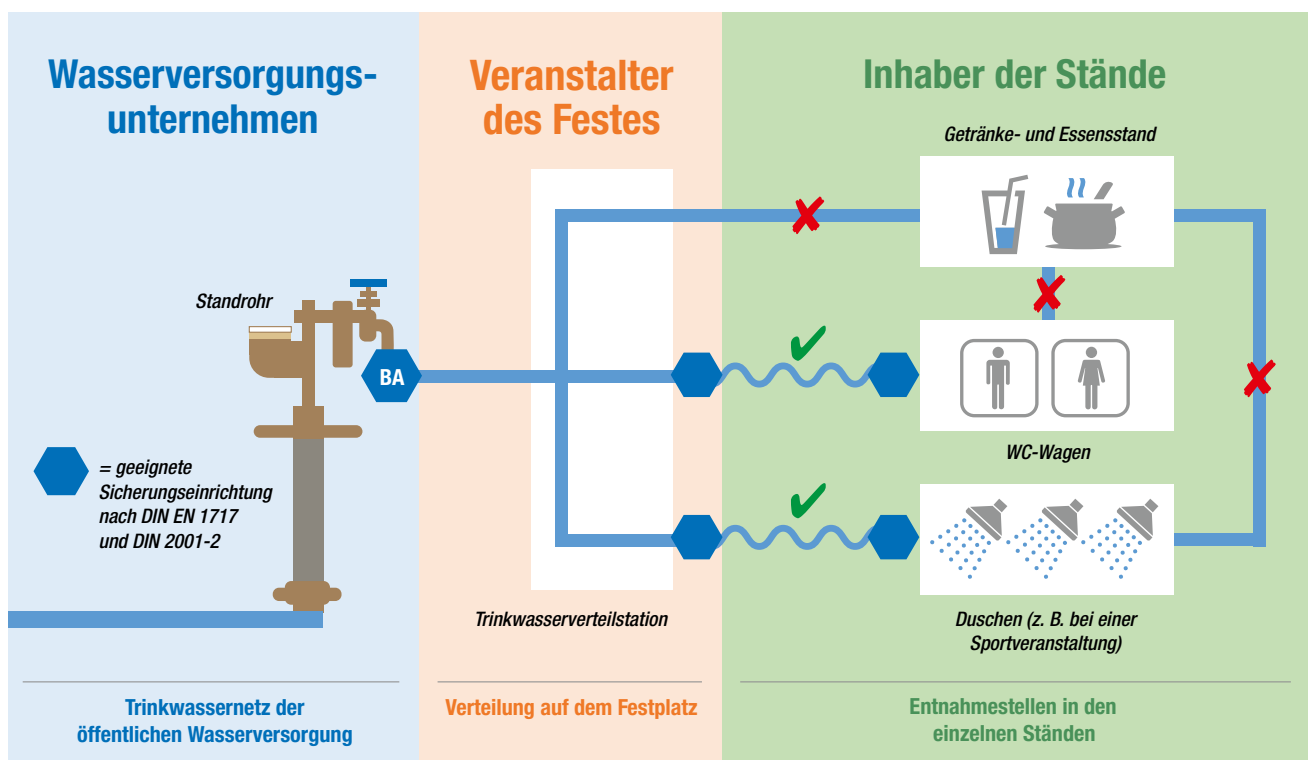 Wasserversorgungs-
unternehmen
Standrohr
BA
= geeignete
Sicherungseinrichtung
nach DIN EN 1717
und DIN 2001-2
Trinkwassernetz der
öffentlichen Wasserversorgung
Veranstalter
des Festes
Trinkwasserverteilstation
Verteilung auf dem Festplatz
Inhaber der Stände
Getränke- und Essensstand
WC-Wagen
Duschen (z. B. bei einer
Sportveranstaltung)
Entnahmestellen in den
einzelnen Ständen